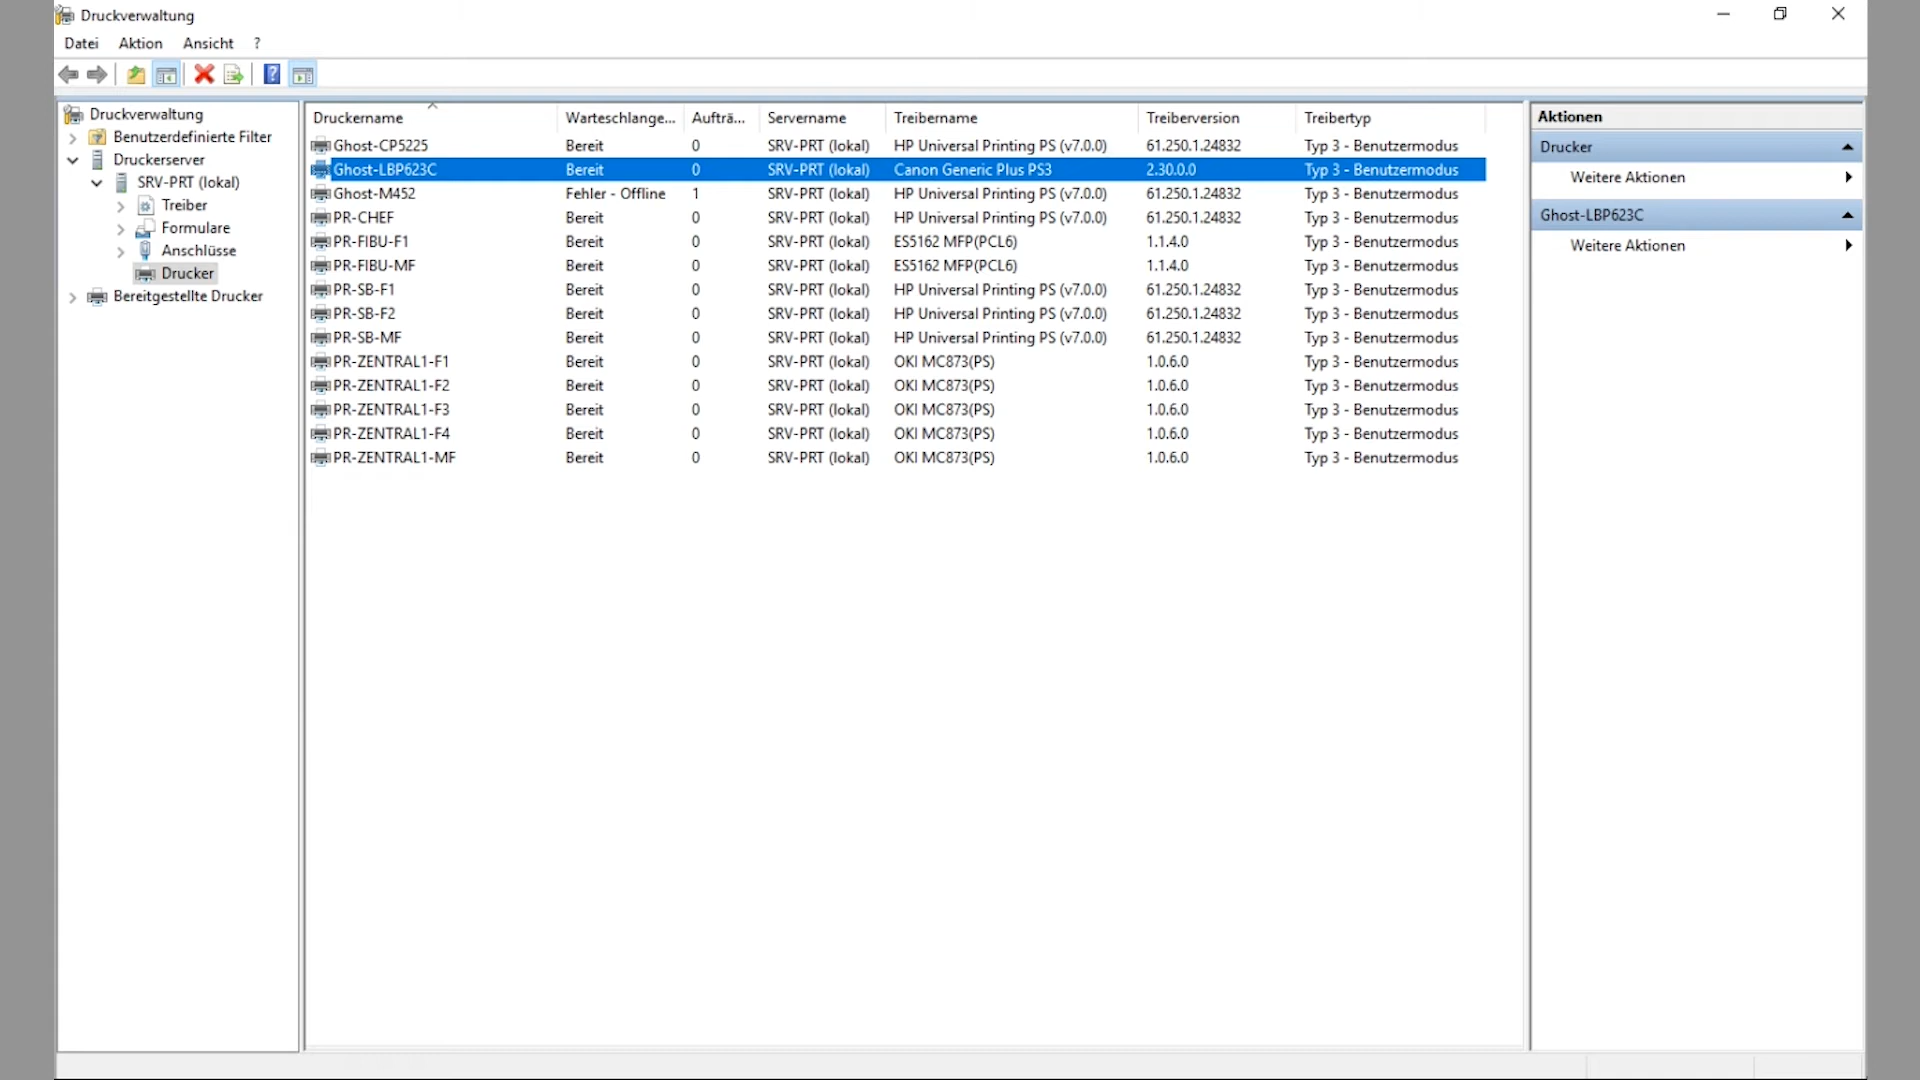 Druckverwaltung
Datei Aktion Ansicht ?
Druckverwaltung
Benutzerdefinierte Filter
Druckerserver
SRV-PRT (lokal)
Treiber
Formulare
Anschlüsse
Drucker
Bereitgestellte Drucker
Druckername Warteschlange... Aufträ... Servername Treibername Treiberversion Treibertyp
Ghost-CP5225 Bereit 0 SRV-PRT (lokal) HP Universal Printing PS (v7.0.0) 61.250.1.24832 Typ 3 - Benutzermodus
Ghost-LBP623C Bereit 0 SRV-PRT (lokal) Canon Generic Plus PS3 2.30.0.0 Typ 3 - Benutzermodus
Ghost-M452 Fehler - Offline 1 SRV-PRT (lokal) HP Universal Printing PS (v7.0.0) 61.250.1.24832 Typ 3 - Benutzermodus
PR-CHEF Bereit 0 SRV-PRT (lokal) HP Universal Printing PS (v7.0.0) 61.250.1.24832 Typ 3 - Benutzermodus
PR-FIBU-F1 Bereit 0 SRV-PRT (lokal) ES5162 MFP(PCL6) 1.1.4.0 Typ 3 - Benutzermodus
PR-FIBU-MF Bereit 0 SRV-PRT (lokal) ES5162 MFP(PCL6) 1.1.4.0 Typ 3 - Benutzermodus
PR-SB-F1 Bereit 0 SRV-PRT (lokal) HP Universal Printing PS (v7.0.0) 61.250.1.24832 Typ 3 - Benutzermodus
PR-SB-F2 Bereit 0 SRV-PRT (lokal) HP Universal Printing PS (v7.0.0) 61.250.1.24832 Typ 3 - Benutzermodus
PR-SB-MF Bereit 0 SRV-PRT (lokal) HP Universal Printing PS (v7.0.0) 61.250.1.24832 Typ 3 - Benutzermodus
PR-ZENTRAL1-F1 Bereit 0 SRV-PRT (lokal) OKI MC873(PS) 1.0.6.0 Typ 3 - Benutzermodus
PR-ZENTRAL1-F2 Bereit 0 SRV-PRT (lokal) OKI MC873(PS) 1.0.6.0 Typ 3 - Benutzermodus
PR-ZENTRAL1-F3 Bereit 0 SRV-PRT (lokal) OKI MC873(PS) 1.0.6.0 Typ 3 - Benutzermodus
PR-ZENTRAL1-F4 Bereit 0 SRV-PRT (lokal) OKI MC873(PS) 1.0.6.0 Typ 3 - Benutzermodus
PR-ZENTRAL1-MF Bereit 0 SRV-PRT (lokal) OKI MC873(PS) 1.0.6.0 Typ 3 - Benutzermodus
Aktionen
Drucker
Weitere Aktionen
Ghost-LBP623C
Weitere Aktionen